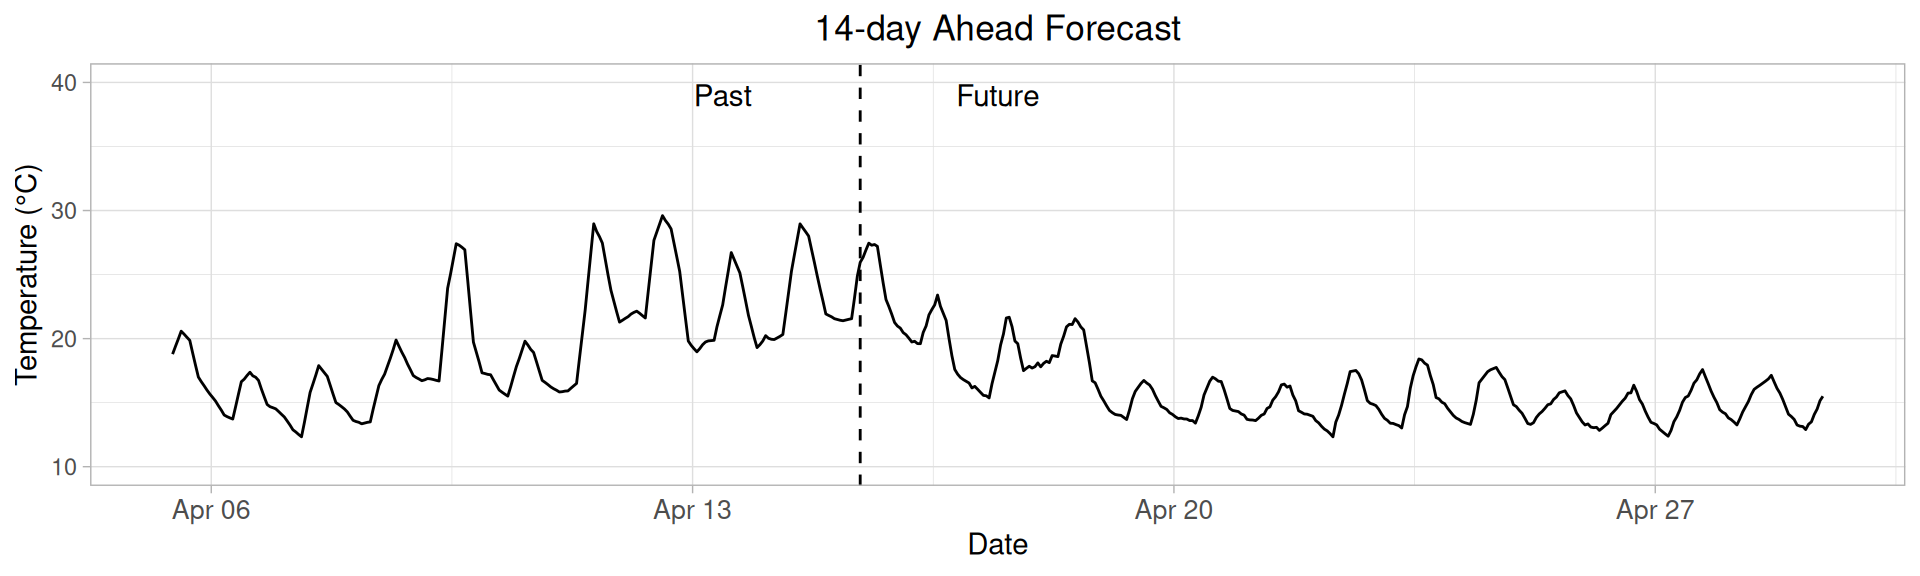 14-day Ahead Forecast
Past
Future
40
30
20
10
Temperature (°C)
Apr 06
Apr 13
Apr 20
Apr 27
Date